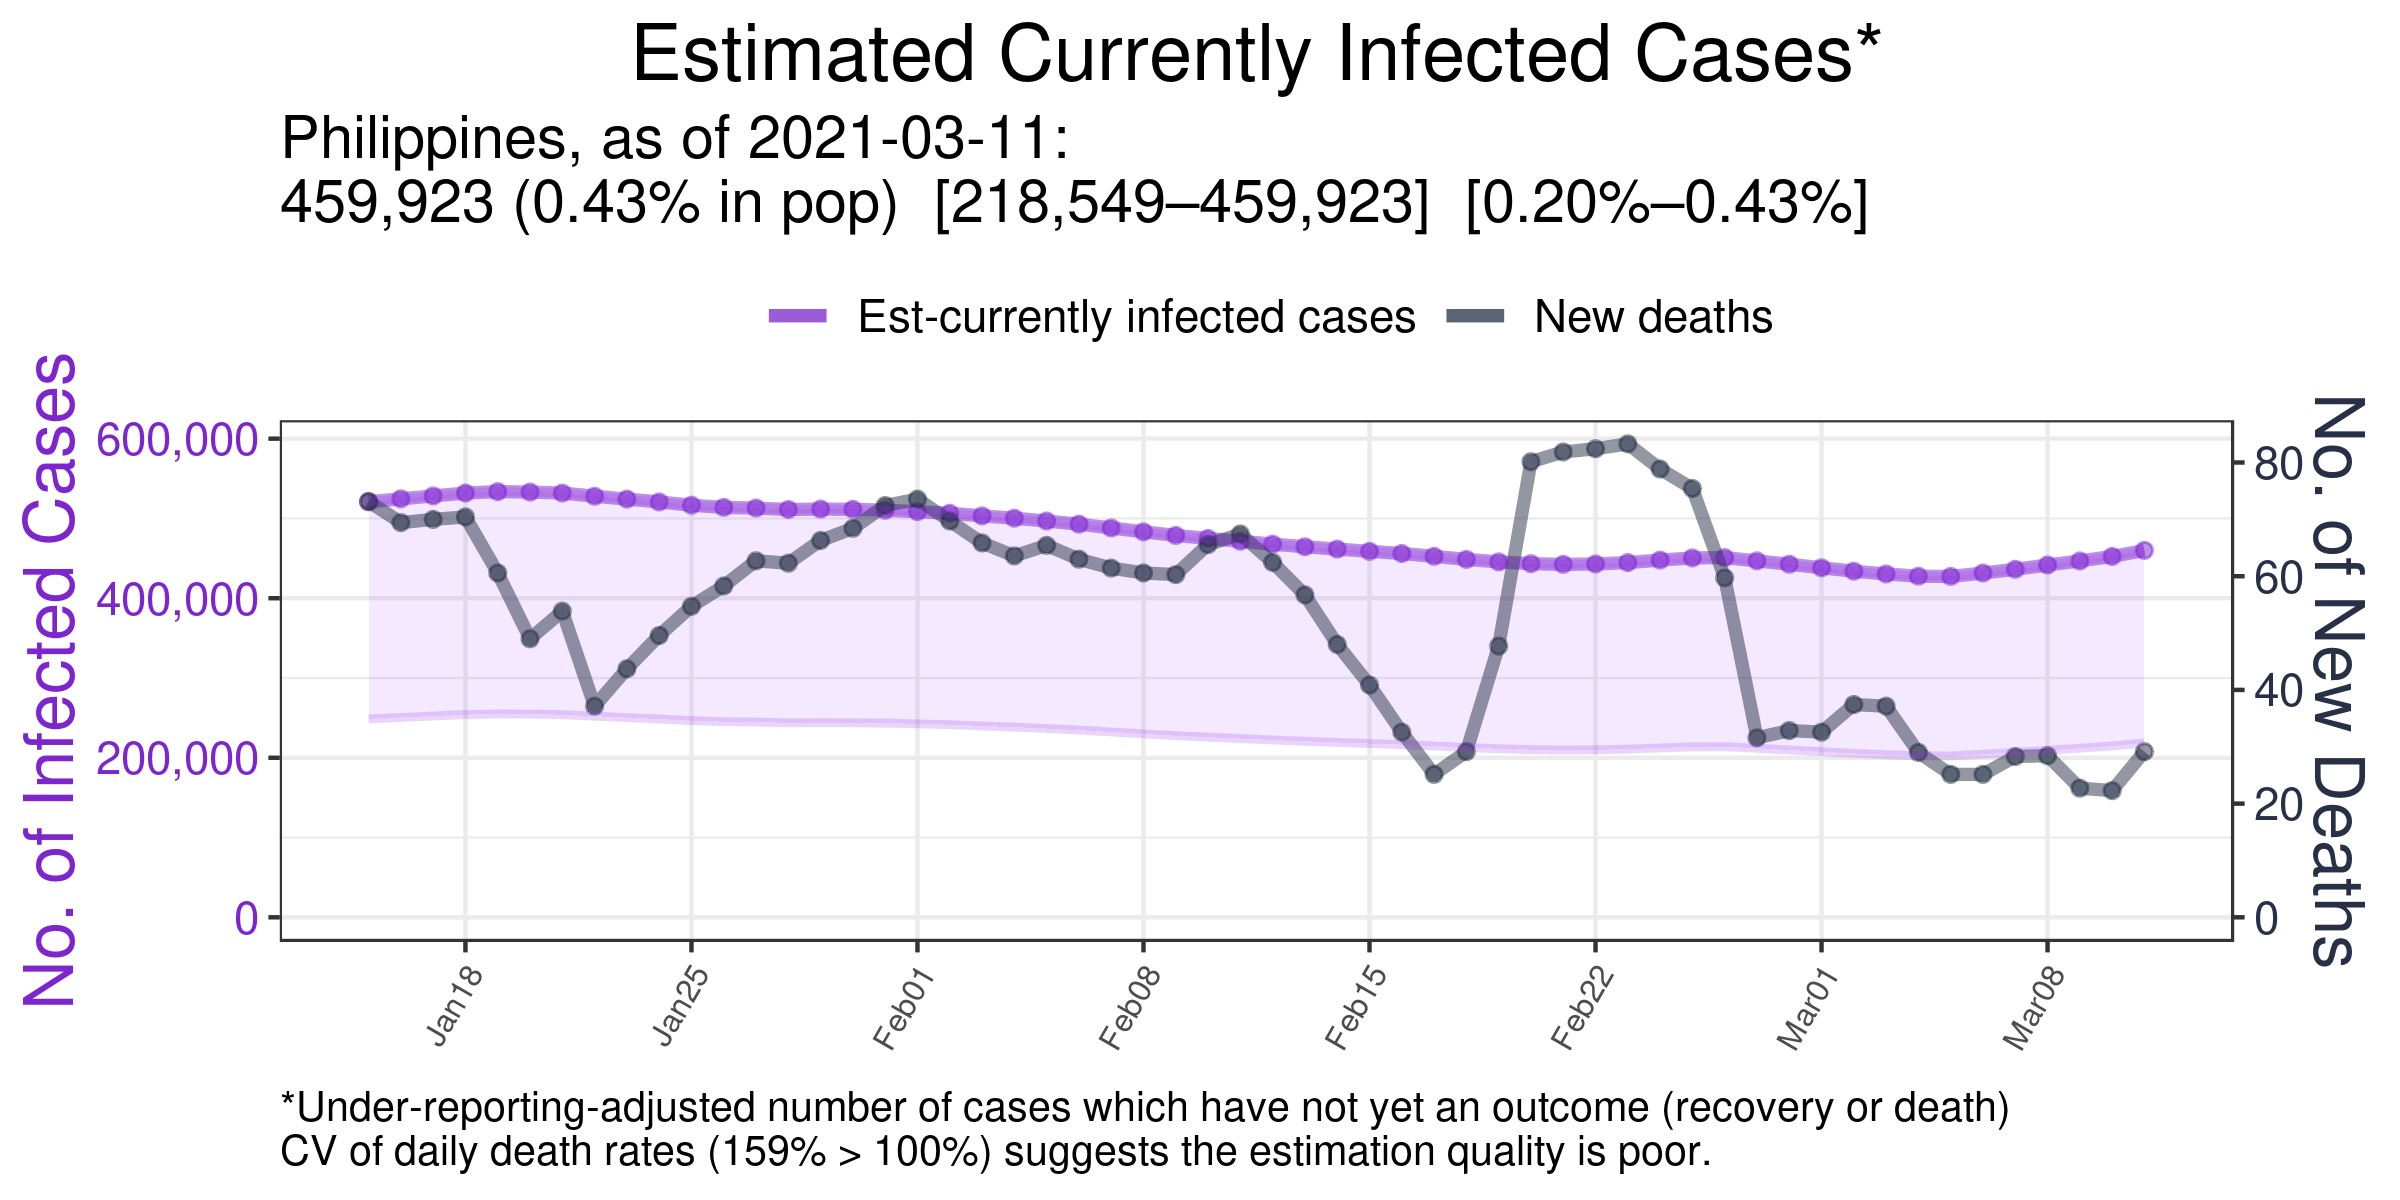 Estimated Currently Infected Cases*
Philippines, as of 2021-03-11:
459,923 (0.43% in pop) [218,549–459,923] [0.20%–0.43%]
Est-currently infected cases
New deaths
No. of Infected Cases
600,000
400,000
200,000
0
80
60
40
20
0
No. of New Deaths
Jan18
Jan25
Feb01
Feb08
Feb15
Feb22
Mar01
Mar08
*Under-reporting-adjusted number of cases which have not yet an outcome (recovery or death)
CV of daily death rates (159% > 100%) suggests the estimation quality is poor.